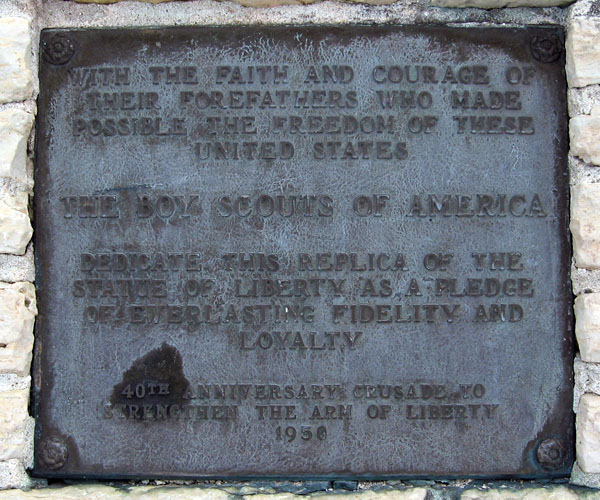 WITH THE FAITH AND COURAGE OF
THEIR FOREFATHERS WHO MADE
POSSIBLE THE FREEDOM OF THESE
UNITED STATES
THE BOY SCOUTS OF AMERICA
DEDICATE THIS REPLICA OF THE
STATUE OF LIBERTY AS A PLEDGE
OF EVERLASTING FIDELITY AND
LOYALTY
40TH ANNIVERSARY CRUSADE TO
STRENGTHEN THE ARM OF LIBERTY
1950